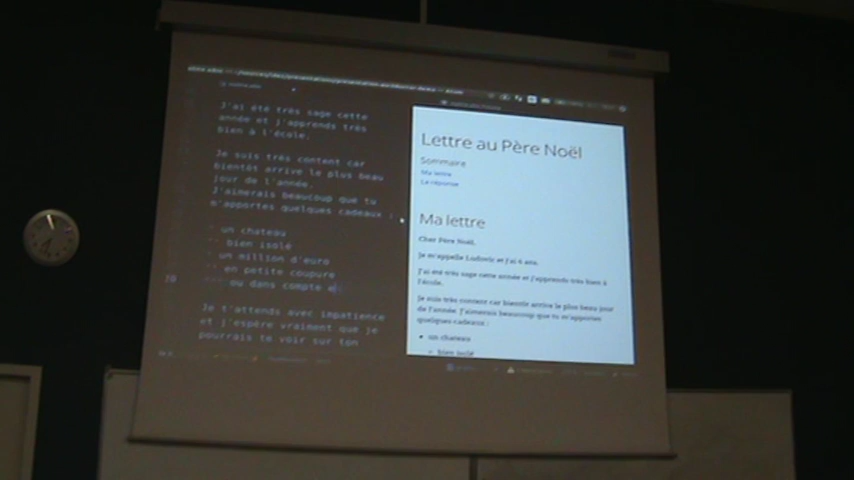 J'ai été très sage cette
année et j'apprends très
bien à l'école.
Je suis très content car
bientôt arrive le plus beau
jour de l'année.
J'aimerais beaucoup que tu
m'apportes quelques cadeaux :
* un chateau
** bien isolé
* un million d'euro
** en petite coupure
*** ou dans compte
Je t'attends avec impatience
et j'espère vraiment que je
pourrais te voir sur ton
Lettre au Père Noël
Sommaire
Ma lettre
La réponse
Ma lettre
Cher Père Noël,
Je m'appelle Ludovic et j'ai 6 ans.
J'ai été très sage cette année et j'apprends très bien à
l'école.
Je suis très content car bientôt arrive le plus beau jour
de l'année. J'aimerais beaucoup que tu m'apportes
quelques cadeaux :
• un chateau
◦ bien isolé